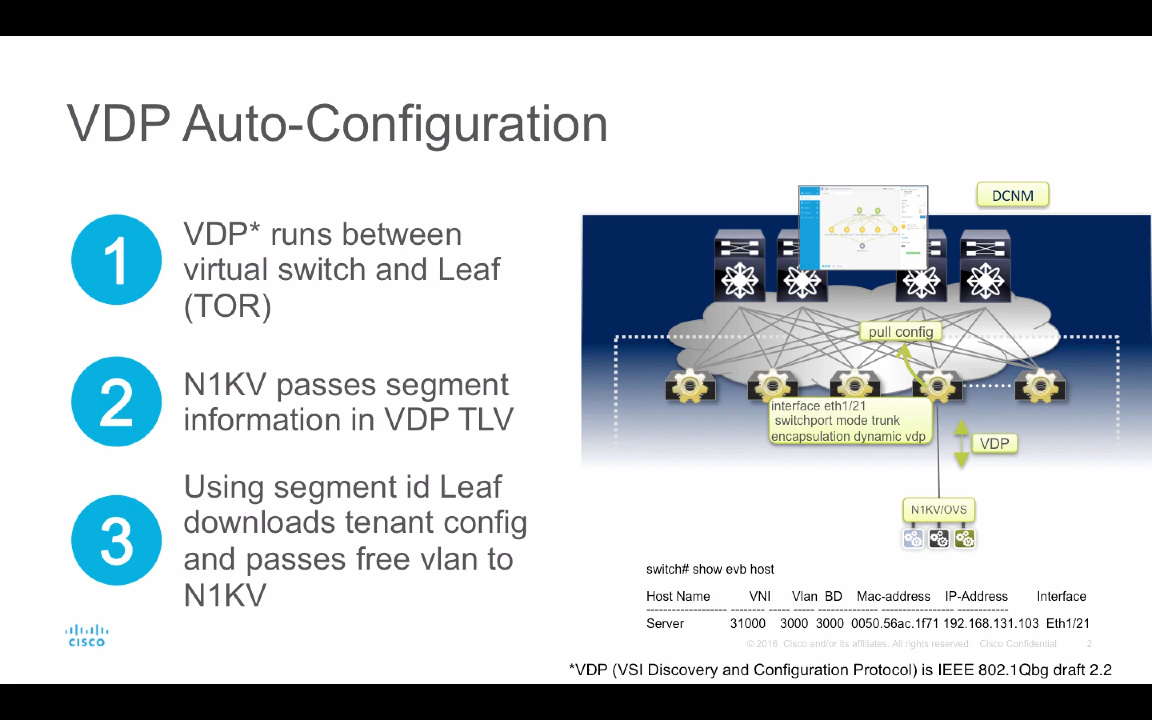 VDP Auto-Configuration
1
VDP* runs between
virtual switch and Leaf
(TOR)
2
N1KV passes segment
information in VDP TLV
3
Using segment id Leaf
downloads tenant config
and passes free vlan to
N1KV
DCNM
pull config
interface eth1/21
switchport mode trunk
encapsulation dynamic vdp
VDP
N1KV/OVS
switch# show evb host
Host Name VNI Vlan BD Mac-address IP-Address Interface
------------------- -------- ----- ----- -------------- ----------------- ------------
Server 31000 3000 3000 0050.56ac.1f71 192.168.131.103 Eth1/21
CISCO
© 2016 Cisco and/or its affiliates. All rights reserved Cisco Confidential 2
*VDP (VSI Discovery and Configuration Protocol) is IEEE 802.1Qbg draft 2.2